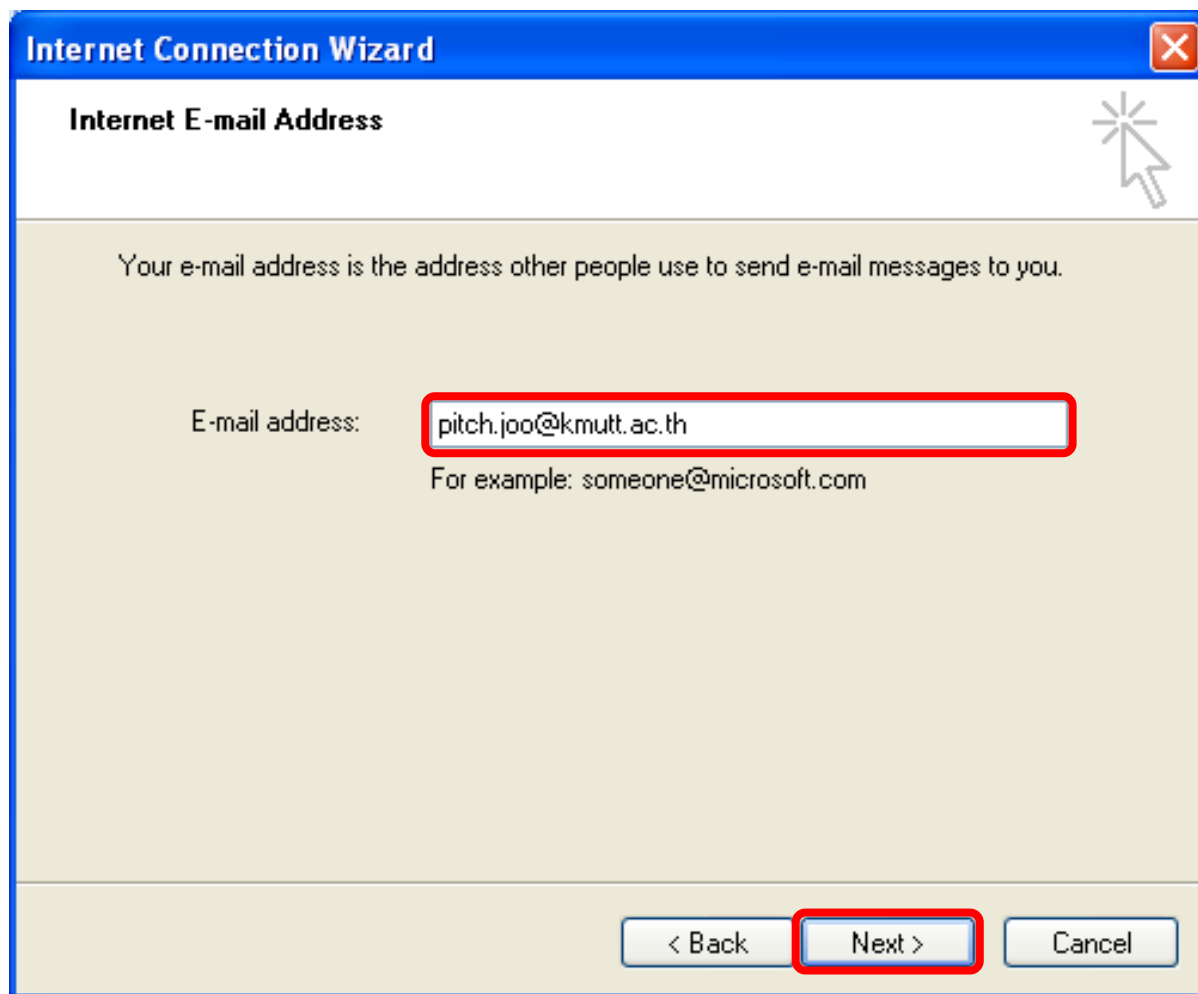 Internet Connection Wizard
Internet E-mail Address
Your e-mail address is the address other people use to send e-mail messages to you.
E-mail address: pitch.joo@kmutt.ac.th
For example: someone@microsoft.com
< Back Next > Cancel